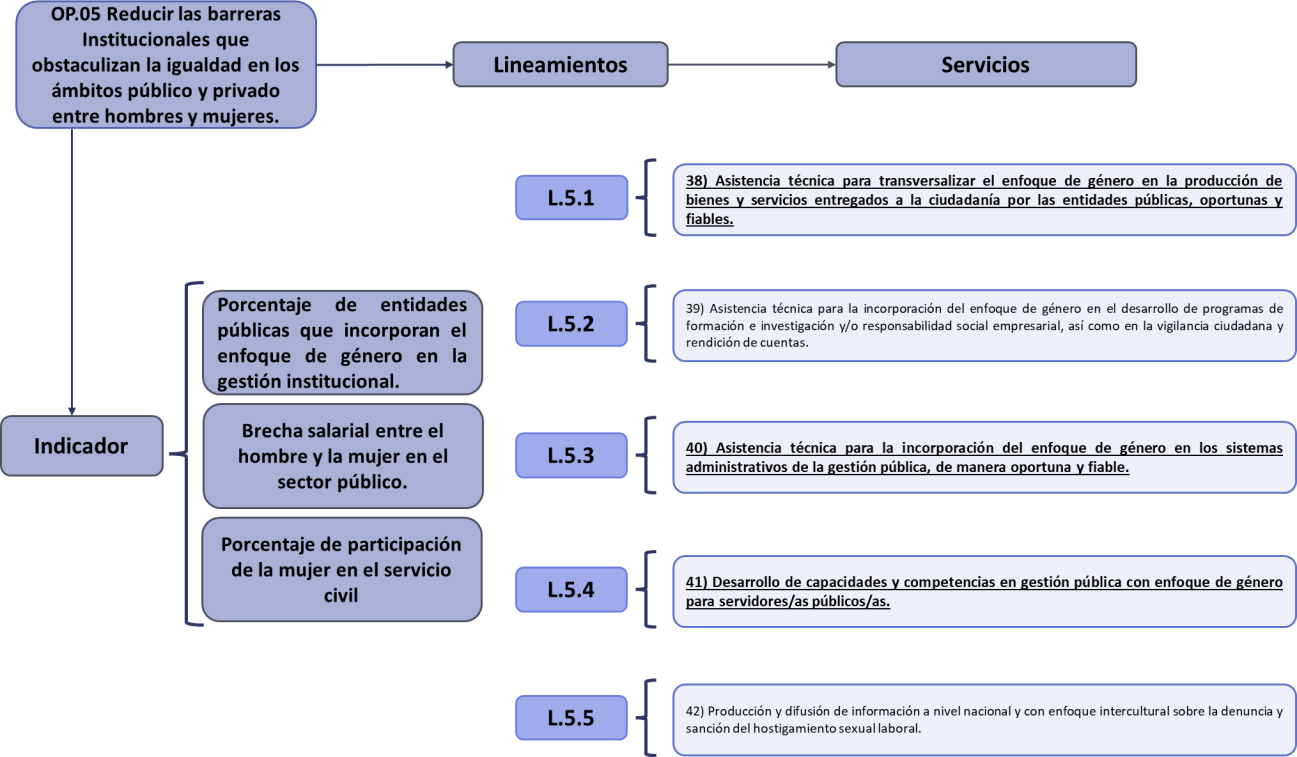 OP.05 Reducir las barreras
Institucionales que
obstaculizan la igualdad en los
ámbitos público y privado
entre hombres y mujeres.
Lineamientos
Servicios
L.5.1
38) Asistencia técnica para transversalizar el enfoque de género en la producción de
bienes y servicios entregados a la ciudadanía por las entidades públicas, oportunas y
fiables.
Indicador
Porcentaje de entidades
públicas que incorporan el
enfoque de género en la
gestión institucional.
Brecha salarial entre el
hombre y la mujer en el
sector público.
Porcentaje de participación
de la mujer en el servicio
civil
L.5.2
39) Asistencia técnica para la incorporación del enfoque de género en el desarrollo de programas de
formación e investigación y/o responsabilidad social empresarial, así como en la vigilancia ciudadana y
rendición de cuentas.
L.5.3
40) Asistencia técnica para la incorporación del enfoque de género en los sistemas
administrativos de la gestión pública, de manera oportuna y fiable.
L.5.4
41) Desarrollo de capacidades y competencias en gestión pública con enfoque de género
para servidores/as públicos/as.
L.5.5
42) Producción y difusión de información a nivel nacional y con enfoque intercultural sobre la denuncia y
sanción del hostigamiento sexual laboral.